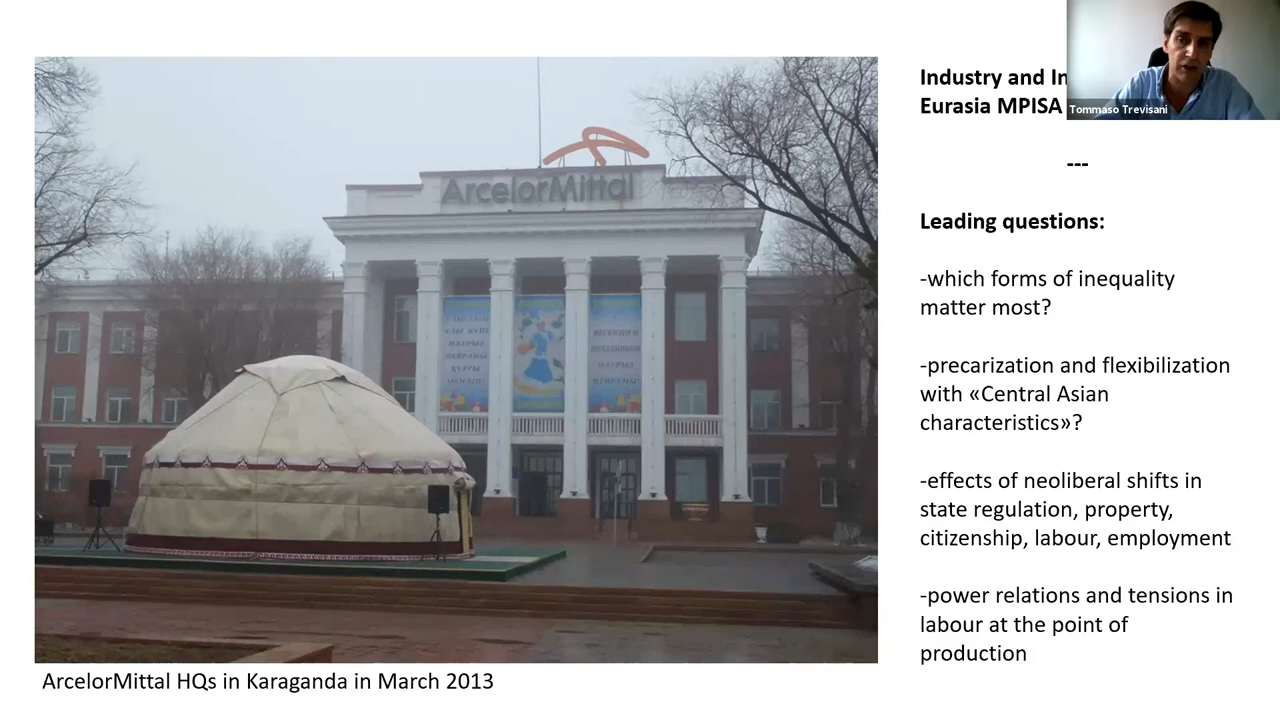 Industry and In
Eurasia MPISA
Tommaso Trevisani
---
Leading questions:
-which forms of inequality
matter most?
-precarization and flexibilization
with «Central Asian
characteristics»?
-effects of neoliberal shifts in
state regulation, property,
citizenship, labour, employment
-power relations and tensions in
labour at the point of
production
ArcelorMittal
ArcelorMittal HQs in Karaganda in March 2013